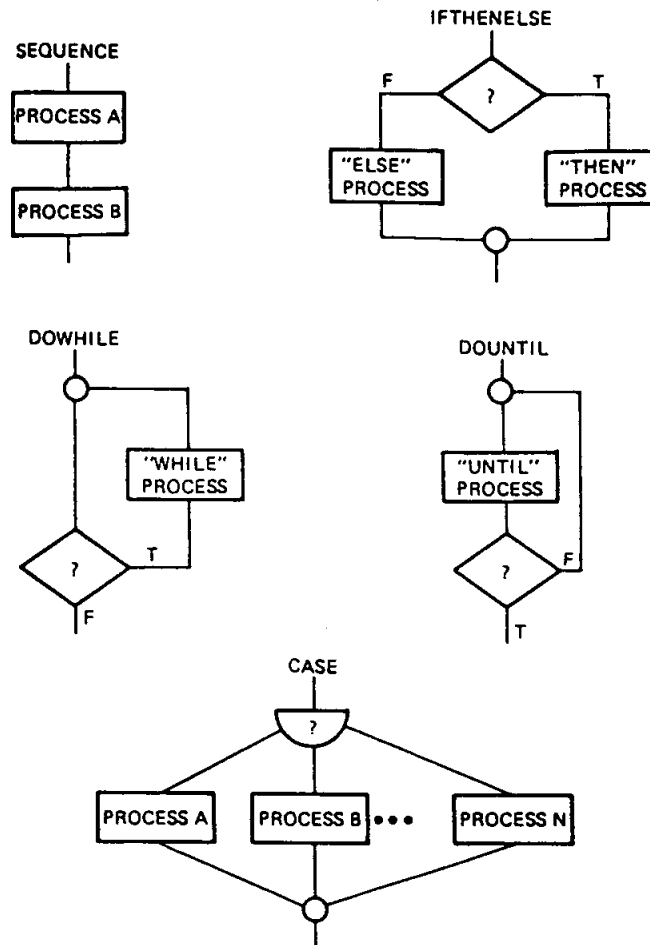 SEQUENCE
PROCESS A
PROCESS B
IFTHENELSE
F
?
T
"ELSE"
PROCESS
"THEN"
PROCESS
DOWHILE
"WHILE"
PROCESS
?
T
F
DOUNTIL
"UNTIL"
PROCESS
?
F
T
CASE
?
PROCESS A
PROCESS B
PROCESS N